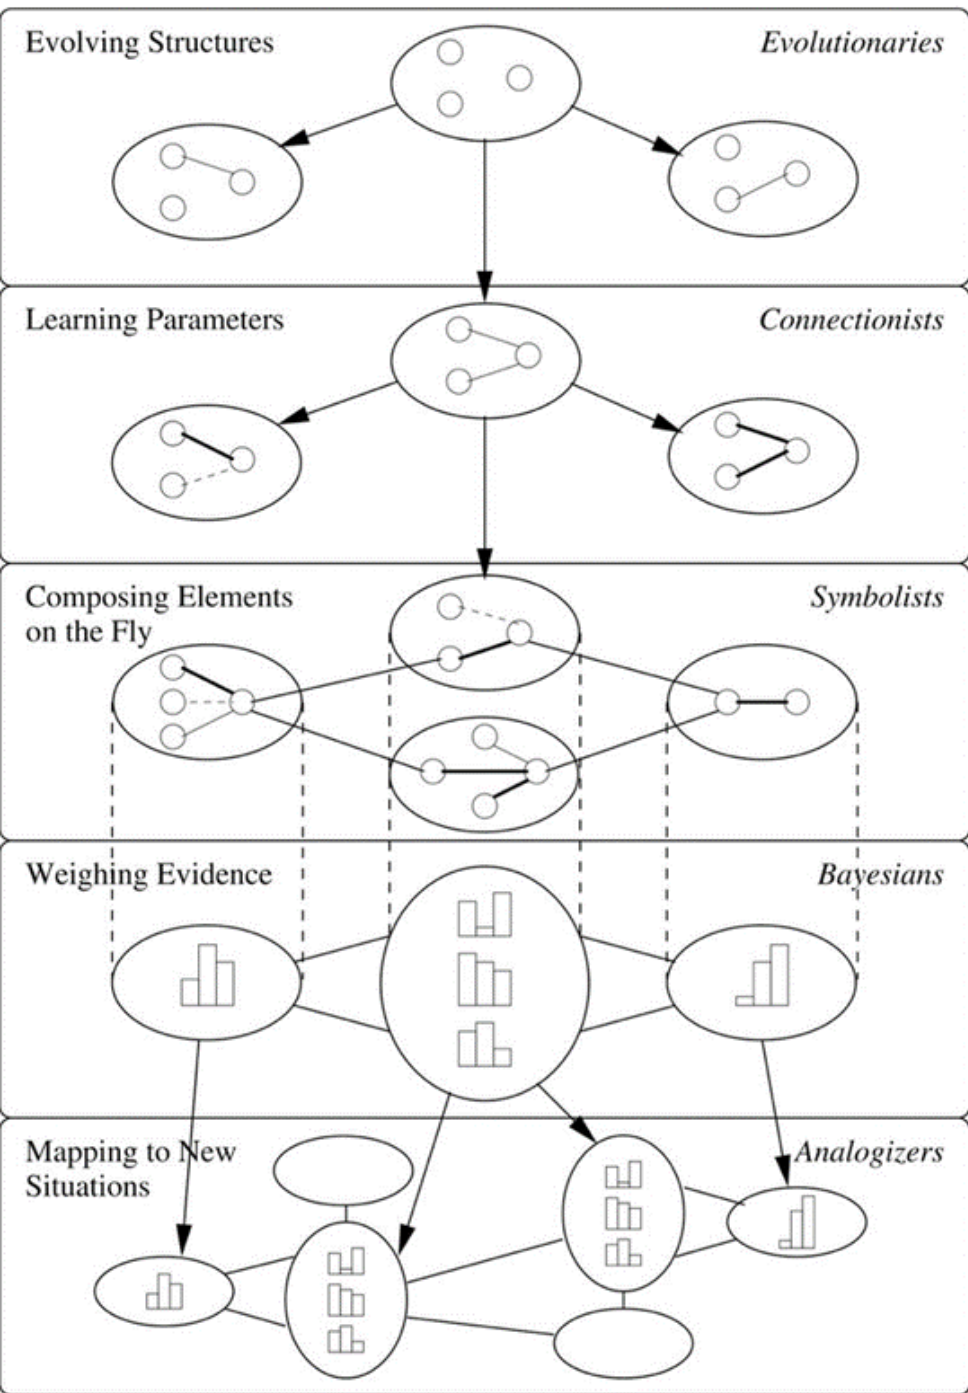 Evolving Structures
Evolutionaries
Learning Parameters
Connectionists
Composing Elements
on the Fly
Symbolists
Weighing Evidence
Bayesians
Mapping to New
Situations
Analogizers